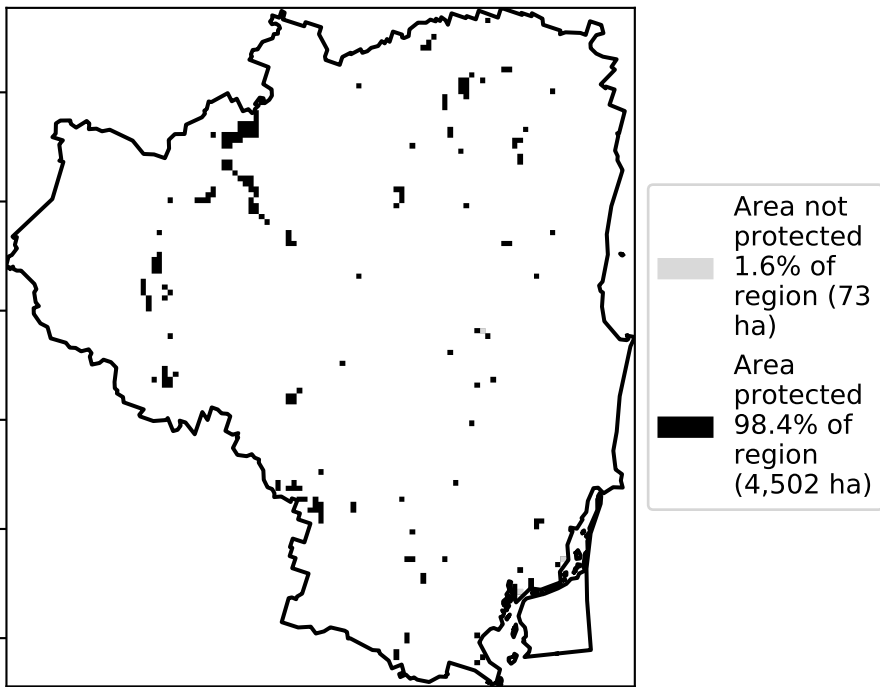 Area not
protected
1.6% of
region (73
ha)
Area
protected
98.4% of
region
(4,502 ha)